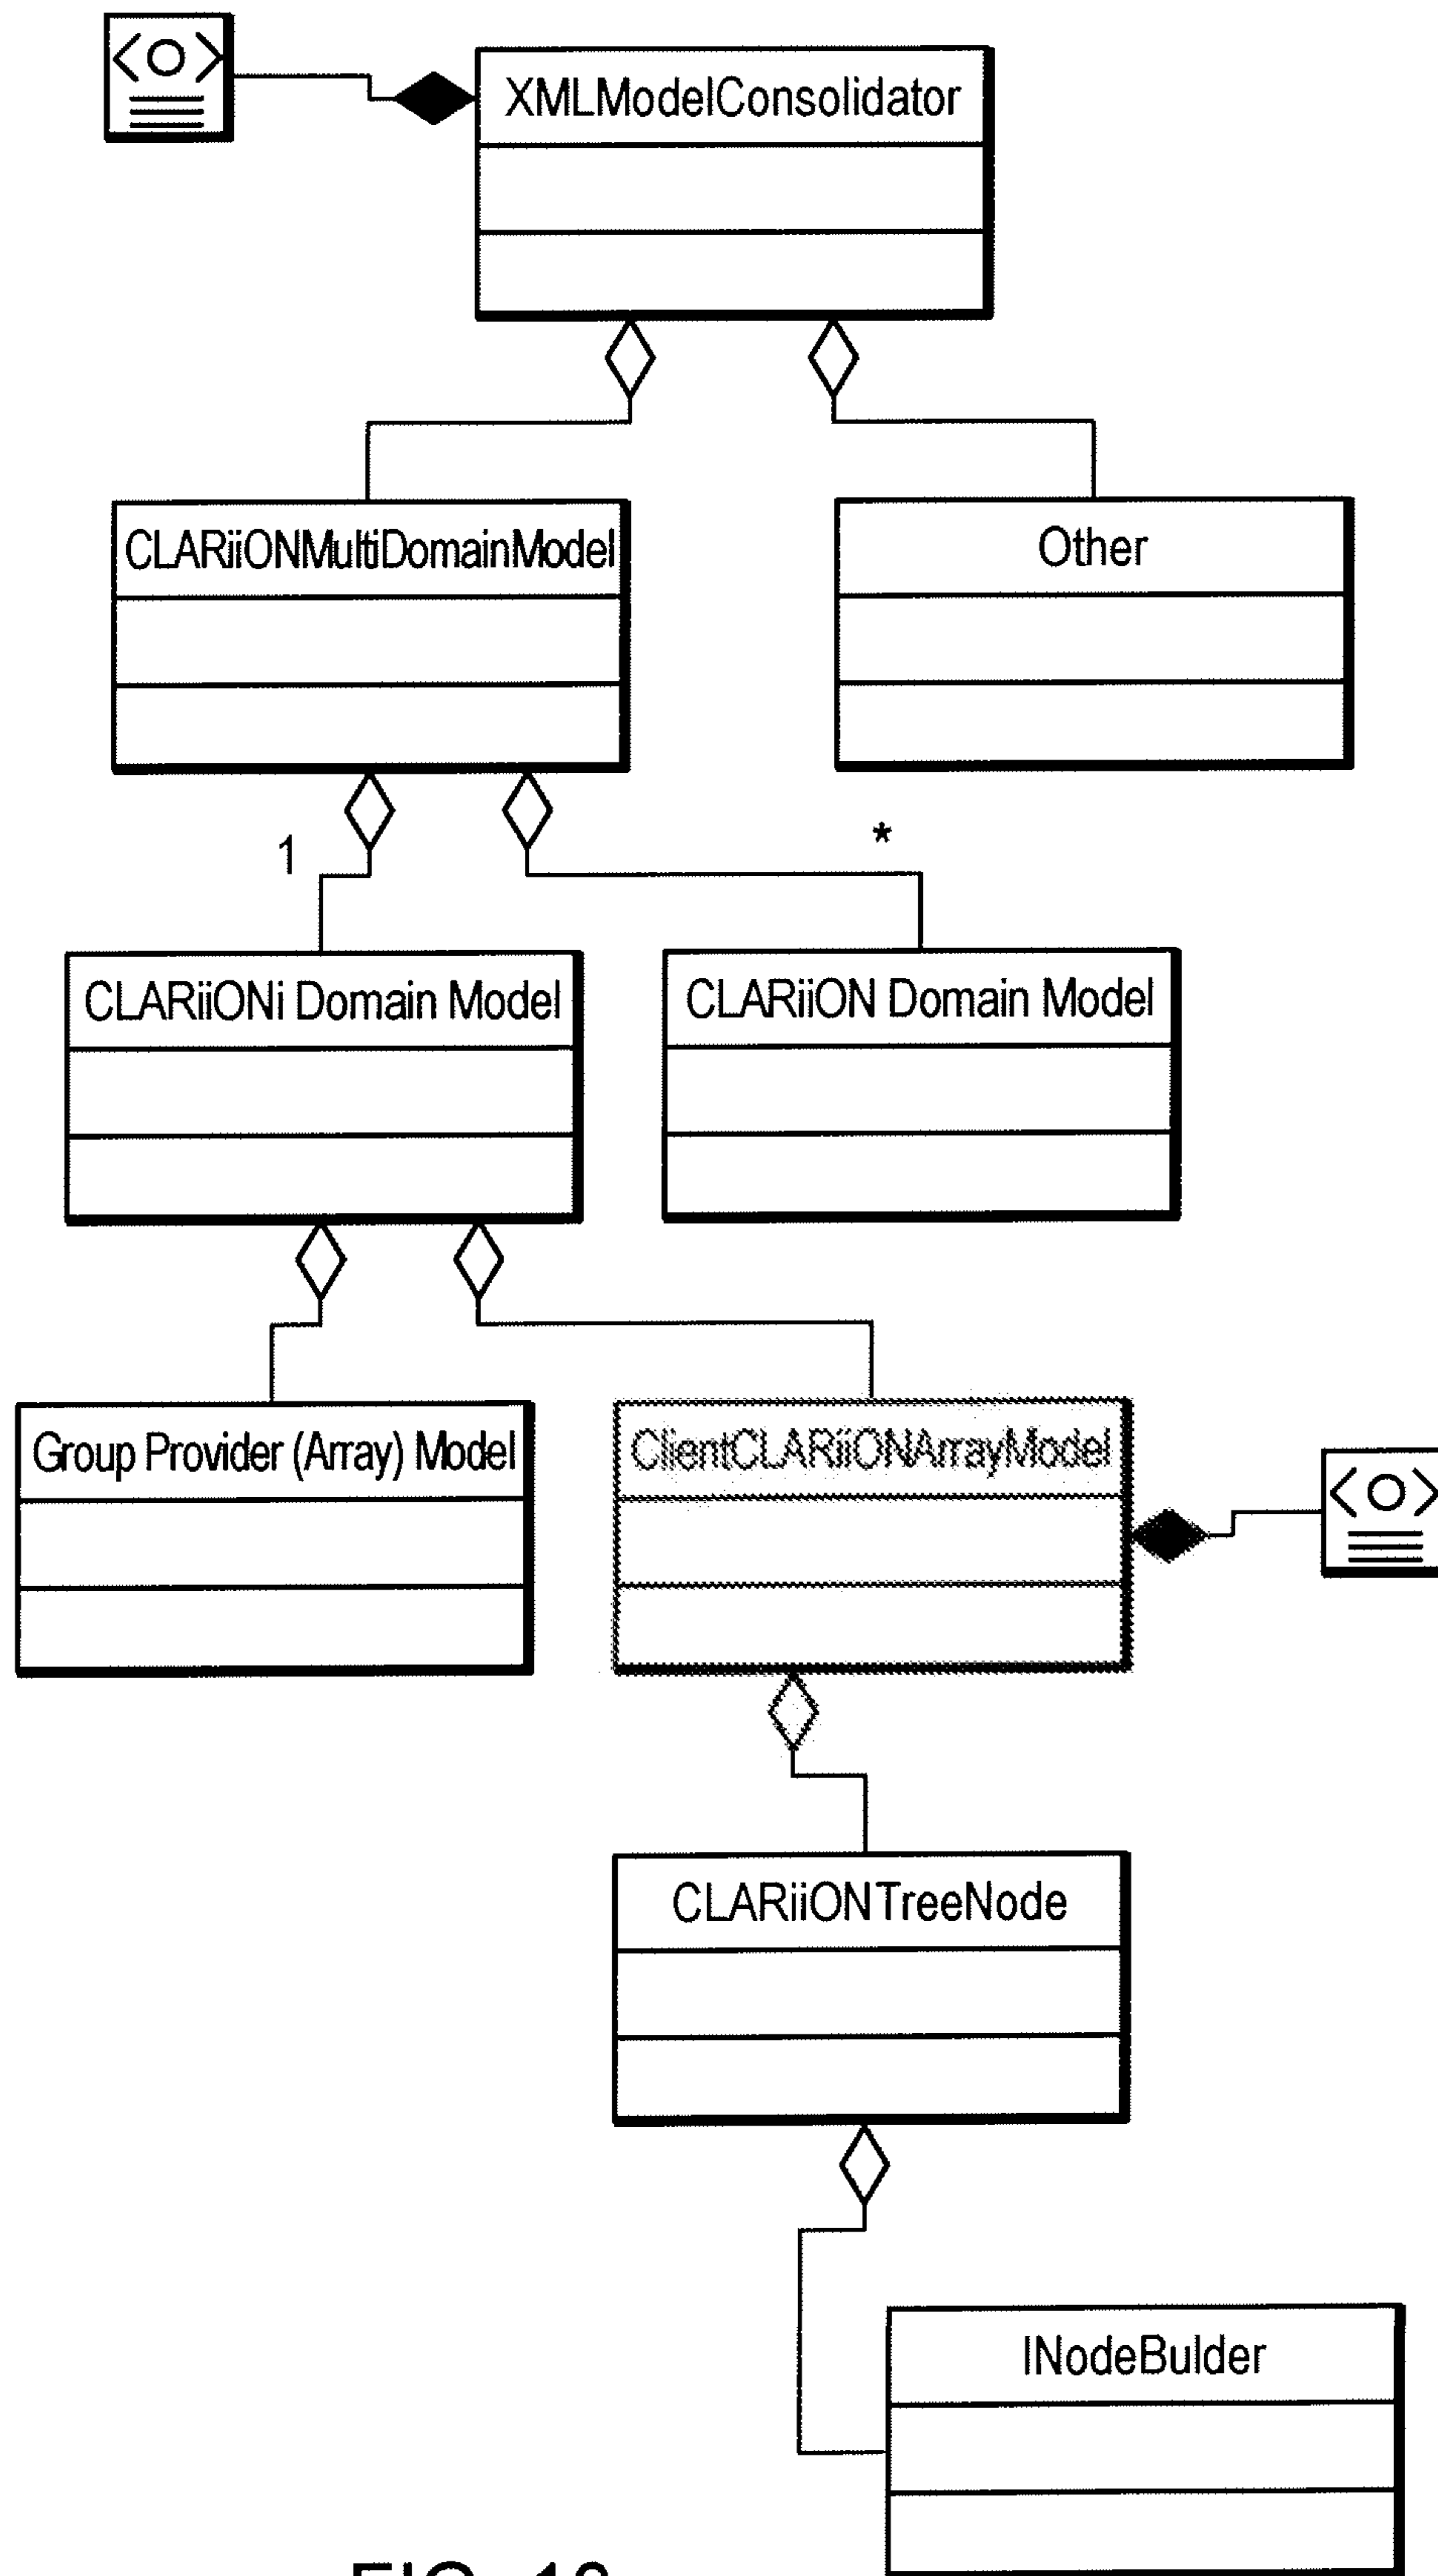 XMLModelConsolidator
CLARiiONMultiDomainModel
Other
1
*
CLARiiONi Domain Model
CLARiiON Domain Model
Group Provider (Array) Model
ClientCLARiiONArrayModel
CLARiiONTreeNode
INodeBulder